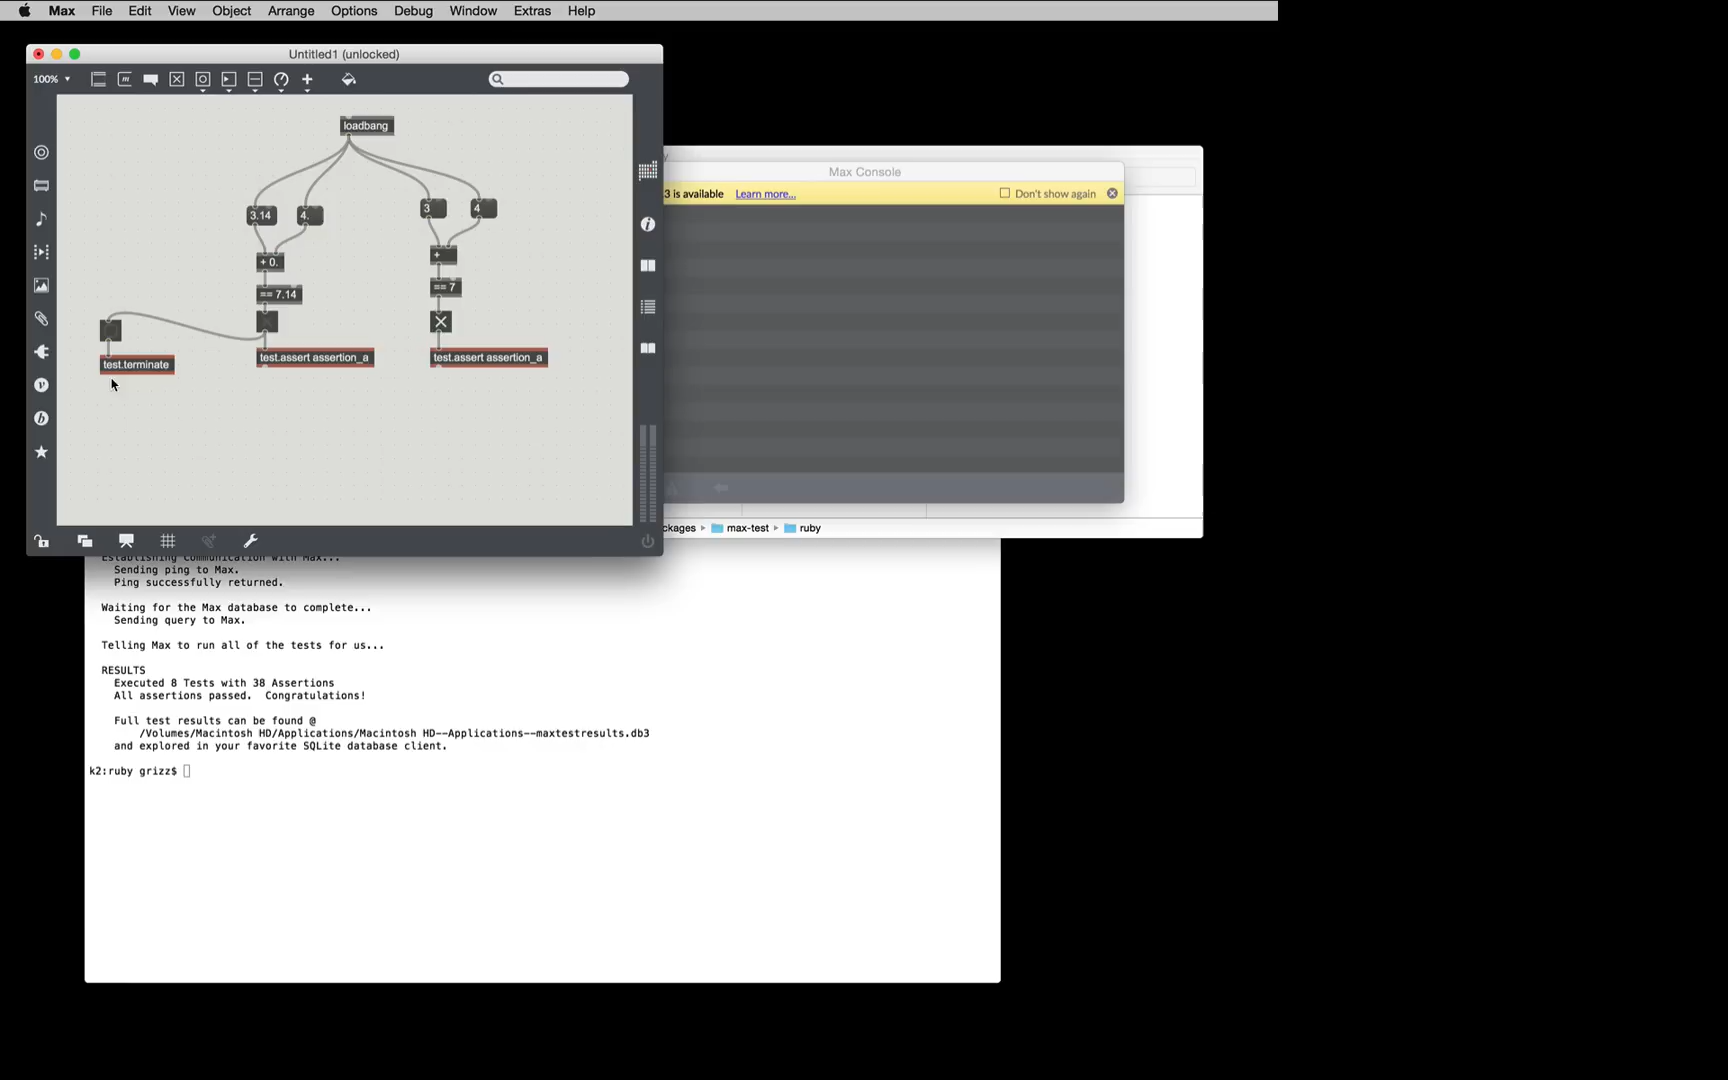 Max File Edit View Object Arrange Options Debug Window Extras Help
Untitled1 (unlocked)
100%
loadbang
3.14 4. 3 4
+ 0. +
== 7.14 == 7
test.assert assertion_a test.assert assertion_a
test.terminate
Max Console
3 is available Learn more... Don't show again
ckages max-test ruby
Establishing communication with Max...
Sending ping to Max.
Ping successfully returned.
Waiting for the Max database to complete...
Sending query to Max.
Telling Max to run all of the tests for us...
RESULTS
Executed 8 Tests with 38 Assertions
All assertions passed. Congratulations!
Full test results can be found @
/Volumes/Macintosh HD/Applications/Macintosh HD--Applications--maxtestresults.db3
and explored in your favorite SQLite database client.
k2:ruby grizz$